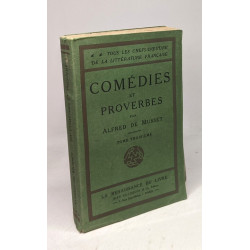 TOUS LES CHEFS-D'ŒUVRE
DE LA LITTÉRATURE FRANÇAISE
COMÉDIES
ET
PROVERBES
PAR
ALFRED DE MUSSET
TOME TROISIÈME
LA RENAISSANCE DU LIVRE